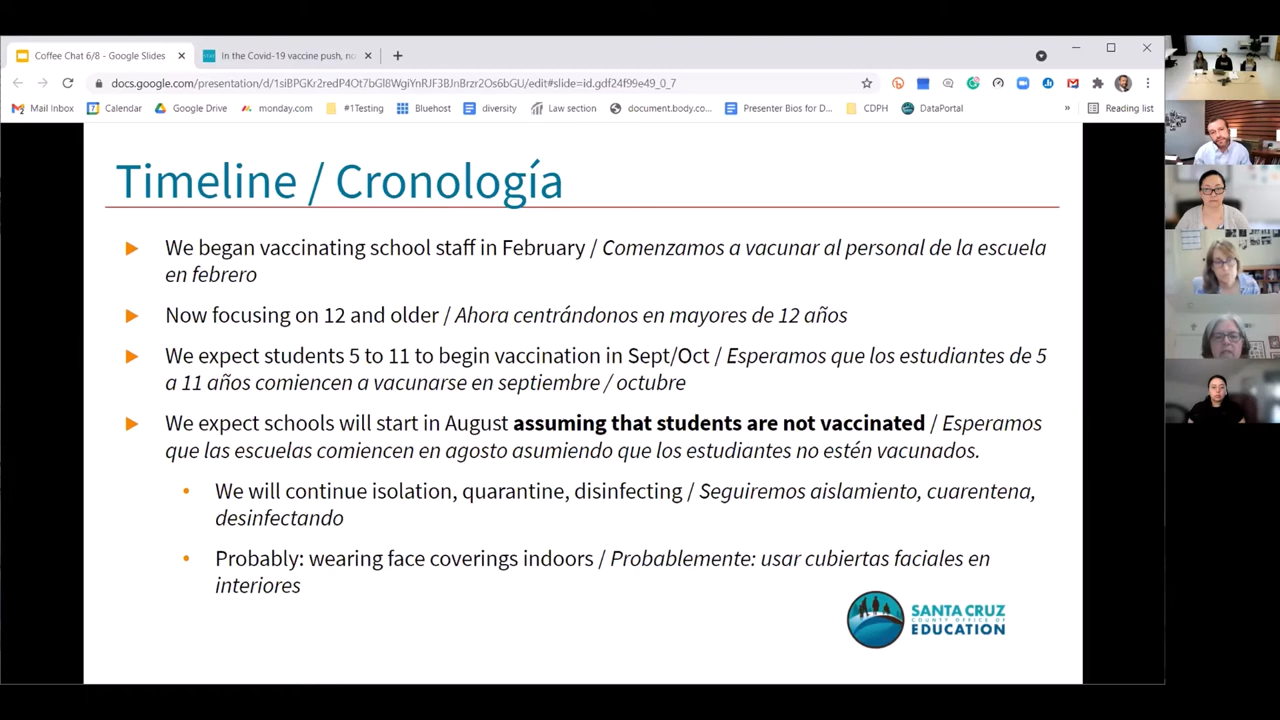 Coffee Chat 6/8 - Google Slides
In the Covid-19 vaccine push, no
docs.google.com/presentation/d/1siBPGKr2redP4Ot7bGl8WgiYnRJF3BJnBrzr2Os6bGU/edit#slide=id.gdf24f99e49_0_7
Mail Inbox
Calendar
Google Drive
monday.com
#1Testing
Bluehost
diversity
Law section
document.body.co...
Presenter Bios for D...
CDPH
DataPortal
»
Reading list
Timeline / Cronología
We began vaccinating school staff in February / Comenzamos a vacunar al personal de la escuela
en febrero
Now focusing on 12 and older / Ahora centrándonos en mayores de 12 años
We expect students 5 to 11 to begin vaccination in Sept/Oct / Esperamos que los estudiantes de 5
a 11 años comiencen a vacunarse en septiembre / octubre
We expect schools will start in August assuming that students are not vaccinated / Esperamos
que las escuelas comiencen en agosto asumiendo que los estudiantes no estén vacunados.
We will continue isolation, quarantine, disinfecting / Seguiremos aislamiento, cuarentena,
desinfectando
Probably: wearing face coverings indoors / Probablemente: usar cubiertas faciales en
interiores
SANTA CRUZ
COUNTY OFFICE OF
EDUCATION